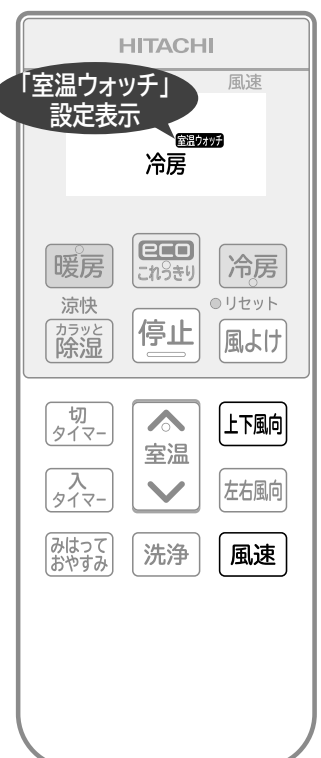 HITACHI
「室温ウォッチ」
設定表示
風速
室温ウォッチ
冷房
暖房
eco
これっきり
冷房
涼快
カラッと
除湿
停止
リセット
風よけ
切
タイマー
室温
上下風向
入
タイマー
左右風向
みはって
おやすみ
洗浄
風速